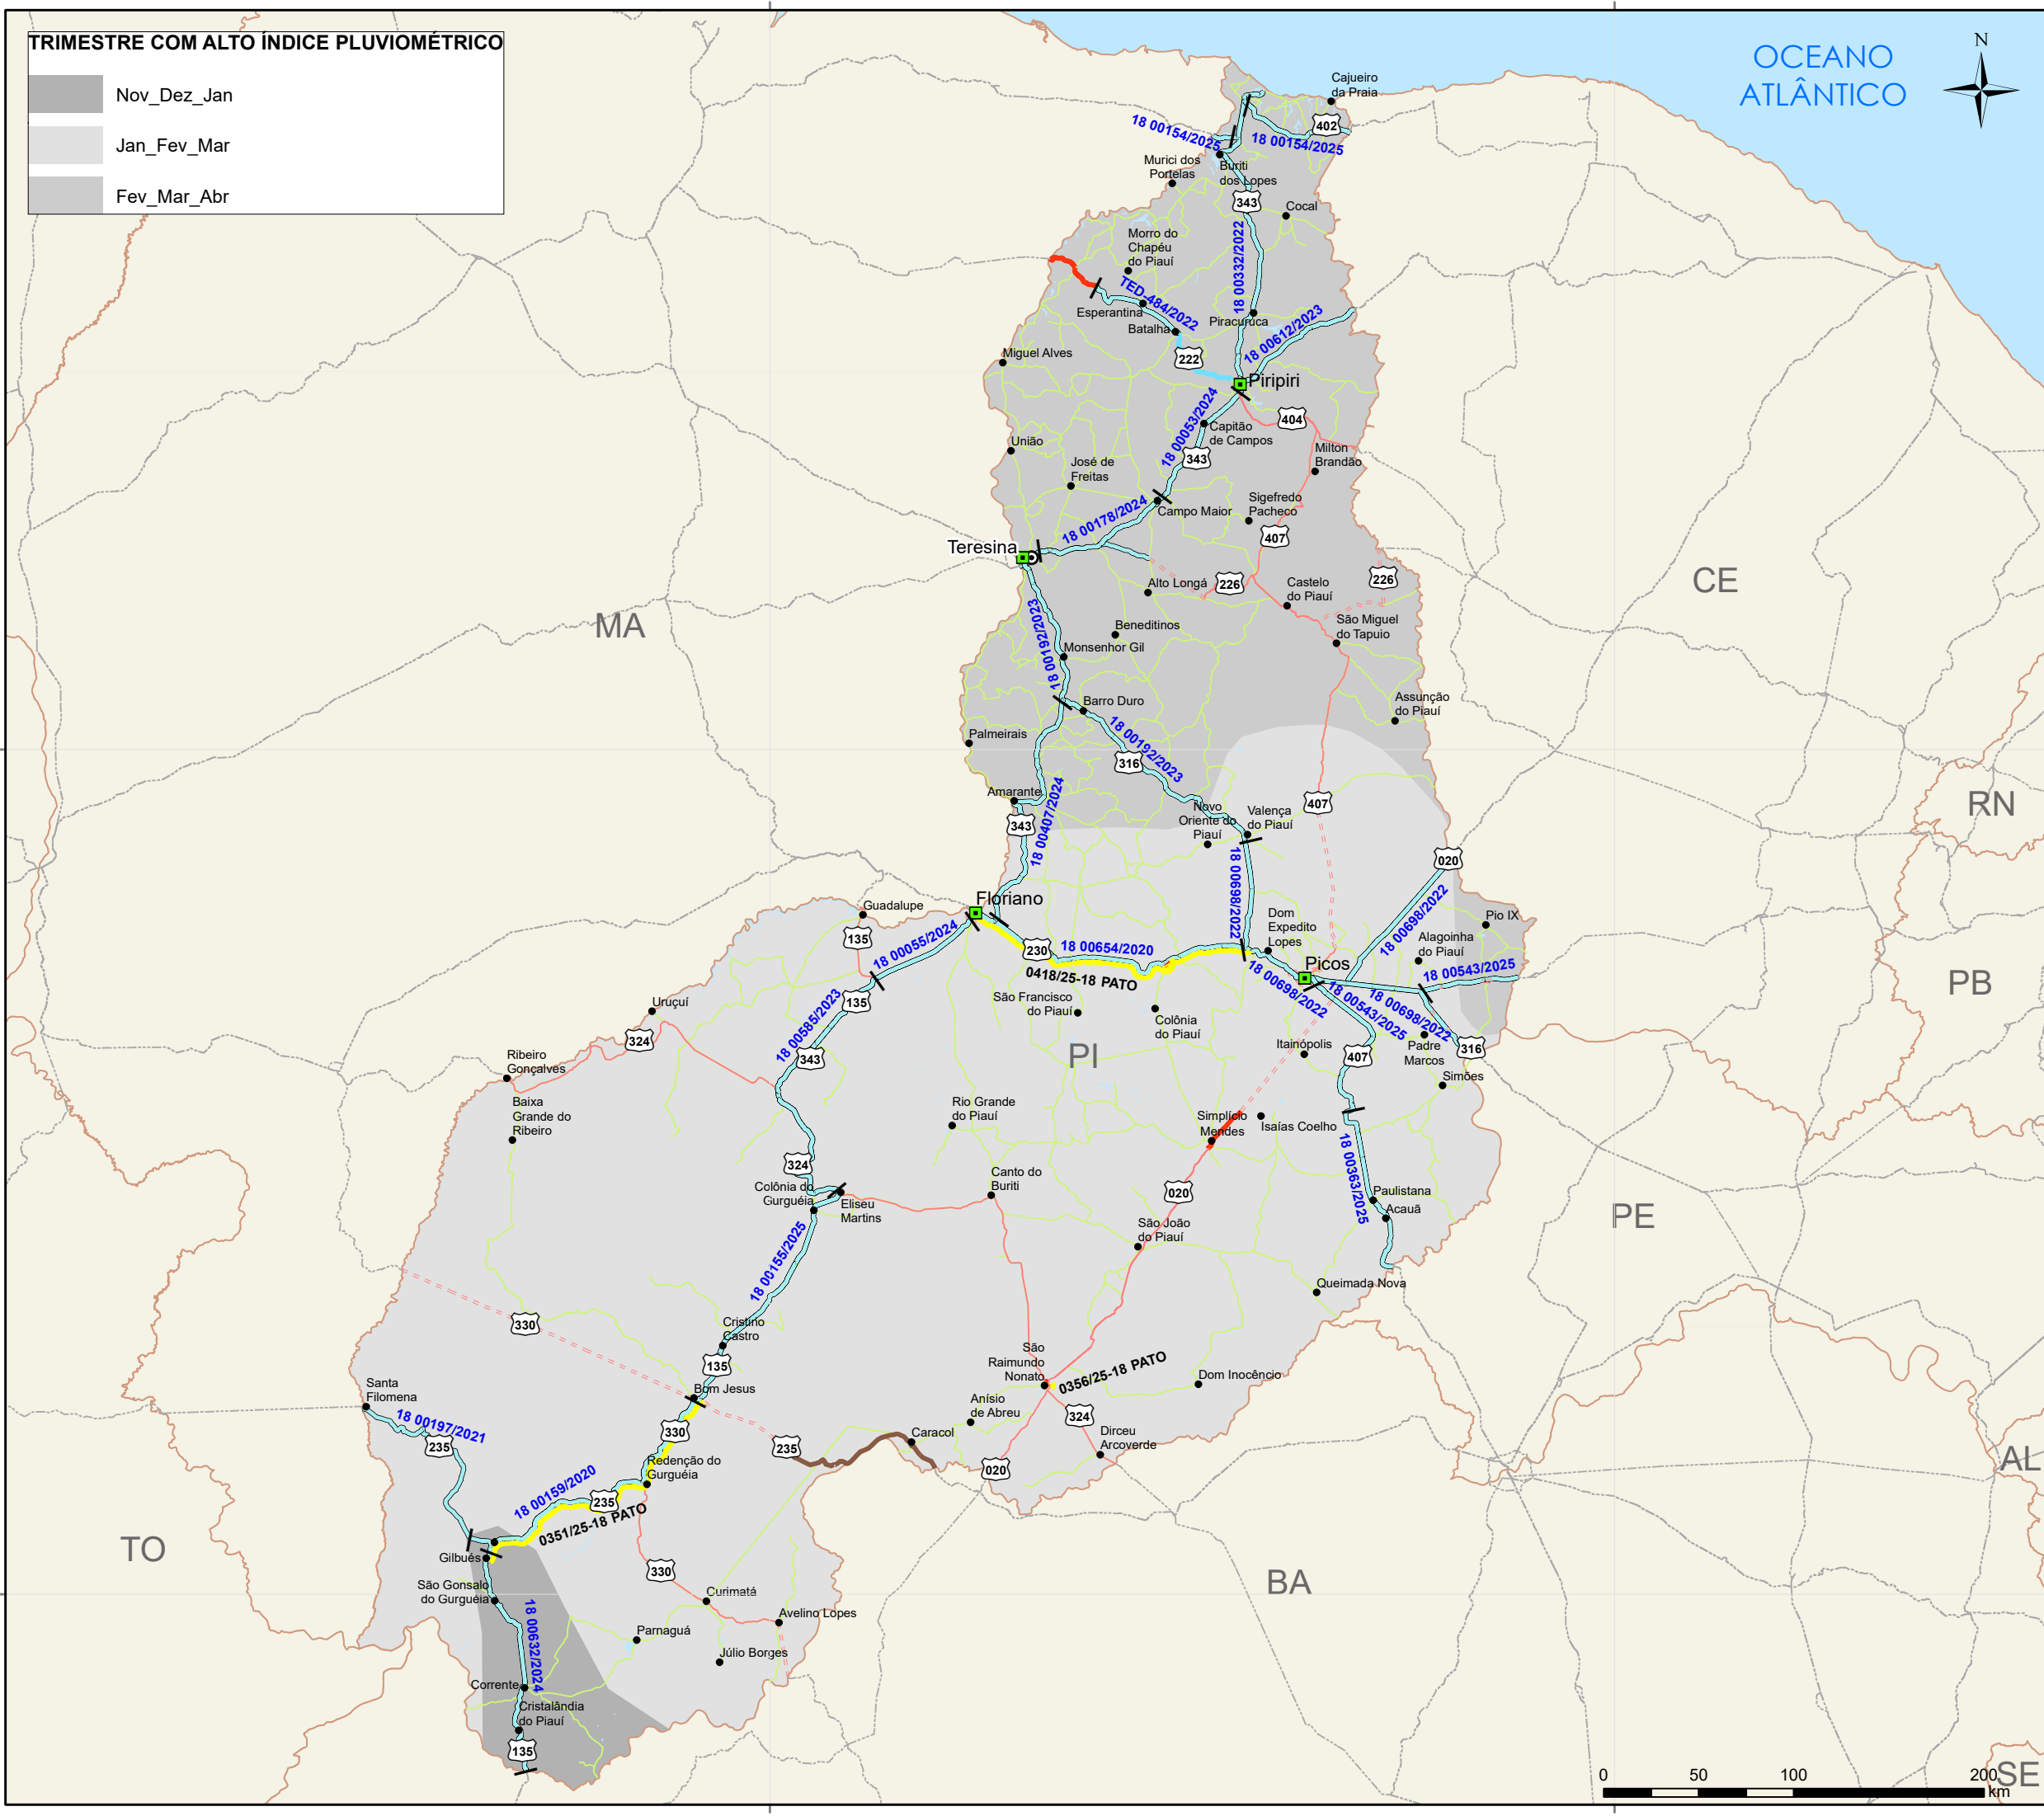 TRIMESTRE COM ALTO ÍNDICE PLUVIOMÉTRICO
Nov_Dez_Jan
Jan_Fev_Mar
Fev_Mar_Abr
OCEANO
ATLÂNTICO
N
Cajueiro
da Praia
402
18 00154/2025
18 00154/2025
Buriti
dos Lopes
Murici dos
Portelas
343
Cocal
Morro do
Chapéu
do Piauí
18 00332/2022
TED-484/2022
Esperantina
Batalha
Piracuruca
18 00612/2023
222
Miguel Alves
Piripiri
18 00053/2024
404
Capitão
de Campos
343
Milton
Brandão
União
José de
Freitas
Sigefredo
Pacheco
Campo Maior
18 00178/2024
407
Teresina
226
226
Alto Longá
Castelo
do Piauí
CE
MA
18 00192/2023
Beneditinos
São Miguel
do Tapuio
Monsenhor Gil
Barro Duro
Assunção
do Piauí
18 00192/2023
Palmeirais
316
Amarante
343
18 00407/2024
Novo
Oriente do
Piauí
Valença
do Piauí
407
RN
020
18 00698/2022
18 00698/2022
Floriano
Guadalupe
135
18 00055/2024
230
18 00654/2020
0418/25-18 PATO
Dom
Expedito
Lopes
Pio IX
Alagoinha
do Piauí
18 00543/2025
Picos
18 00698/2022
18 00543/2025
18 00698/2022
PB
Uruçuí
135
São Francisco
do Piauí
Colônia
do Piauí
18 00585/2023
324
343
PI
Itainópolis
407
Padre
Marcos
316
Simões
Ribeiro
Gonçalves
Baixa
Grande do
Ribeiro
Rio Grande
do Piauí
Simplício
Mendes
Isaías Coelho
18 00363/2025
324
Colônia do
Gurguéia
Eliseu
Martins
Canto do
Buriti
020
Paulistana
Acauã
PE
18 00155/2025
São João
do Piauí
Queimada Nova
330
Cristino
Castro
135
São
Raimundo
Nonato
0356/25-18 PATO
Dom Inocêncio
Santa
Filomena
Bom Jesus
18 00197/2021
235
330
235
Anísio
de Abreu
324
Caracol
Dirceu
Arcoverde
020
AL
Redenção do
Gurguéia
18 00159/2020
235
0351/25-18 PATO
TO
Gilbués
São Gonsalo
do Gurguéia
330
BA
Curimatá
Avelino Lopes
18 00632/2024
Parnaguá
Júlio Borges
Corrente
Cristalândia
do Piauí
135
SE
0 50 100 200
km